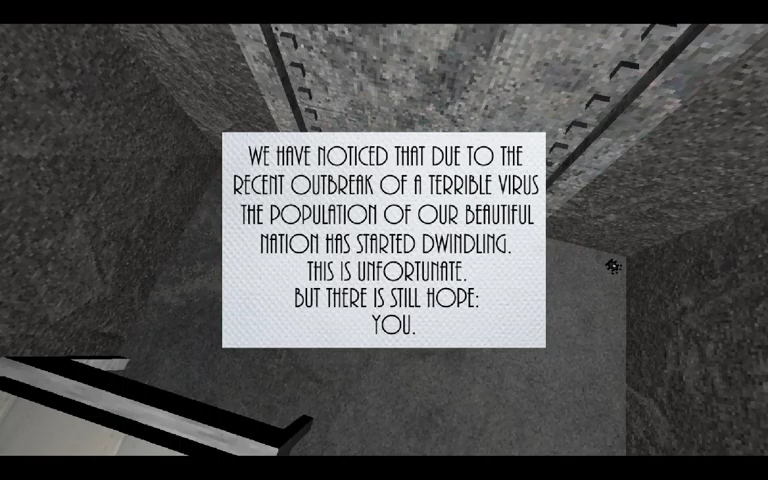 WE HAVE NOTICED THAT DUE TO THE
RECENT OUTBREAK OF A TERRIBLE VIRUS
THE POPULATION OF OUR BEAUTIFUL
NATION HAS STARTED DWINDLING.
THIS IS UNFORTUNATE.
BUT THERE IS STILL HOPE:
YOU.